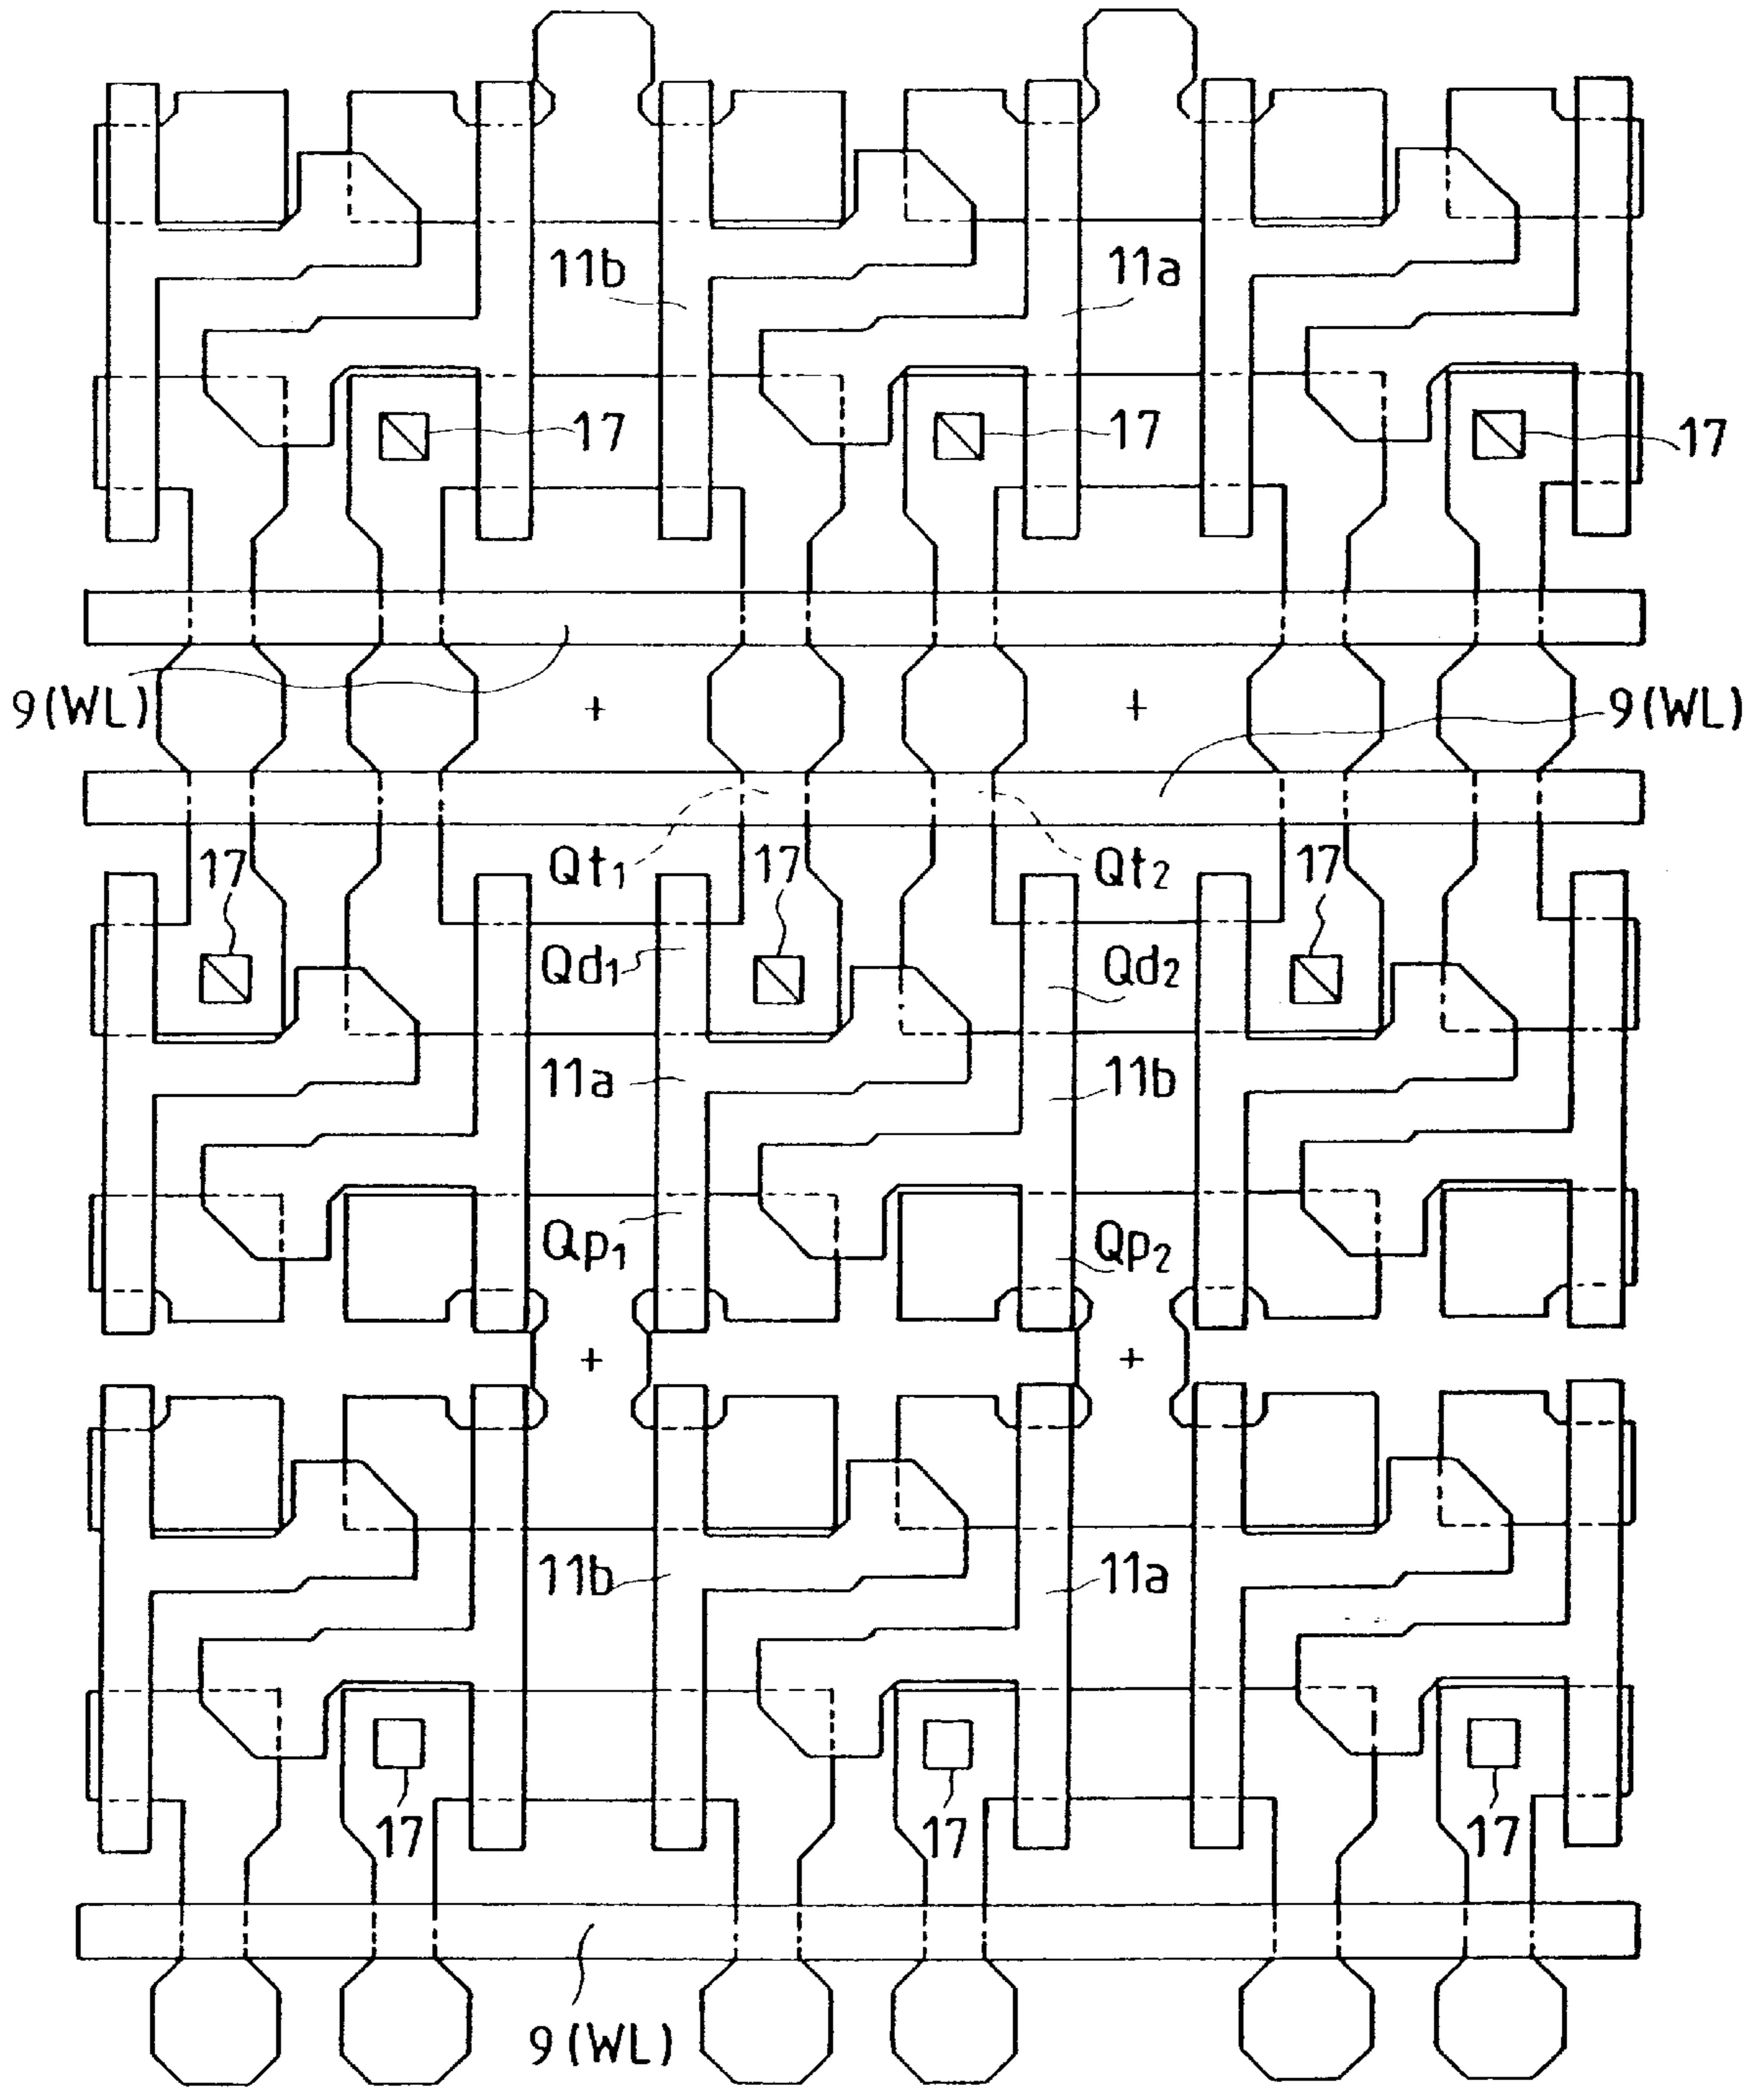 11b 11a
17 17 17
9(WL) + + 9(WL)
Qt1 17 Qt2 17
17
Qd1 Qd2
11a 11b
Qp1 Qp2
+ +
11b 11a
17 17 17
9(WL)